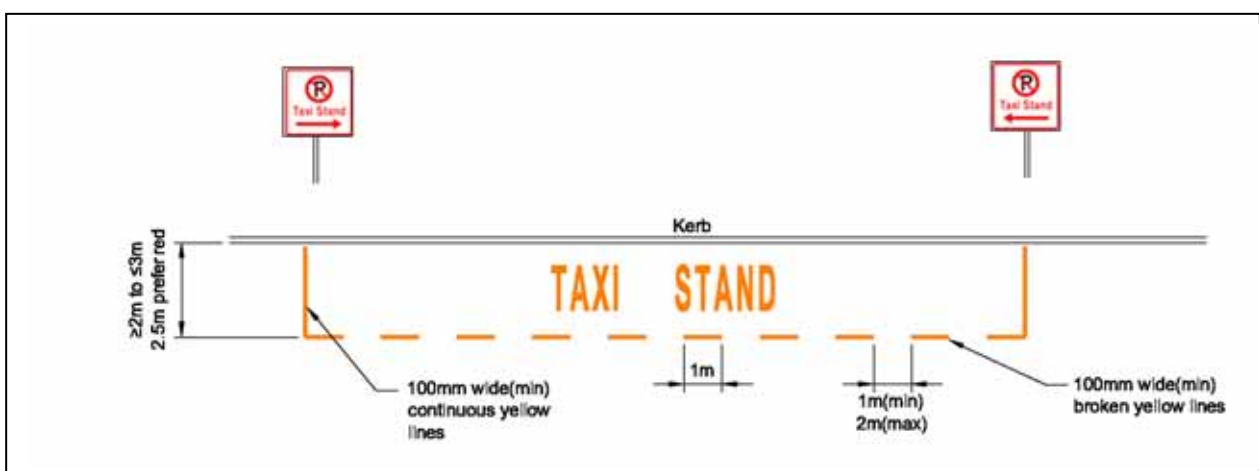 P
Taxi Stand
P
Taxi Stand
Kerb
≥2m to ≤3m
2.5m prefer red
TAXI STAND
1m
1m(min)
2m(max)
100mm wide(min)
continuous yellow
lines
100mm wide(min)
broken yellow lines